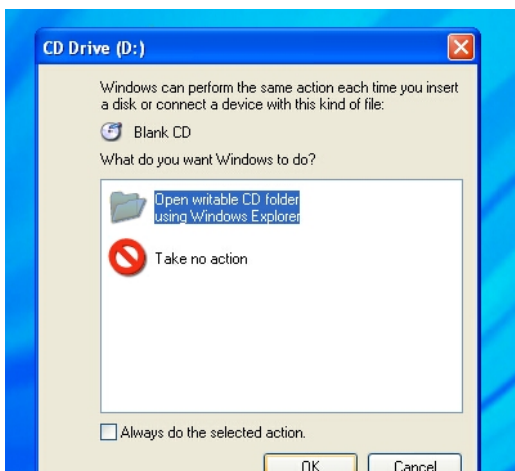 CD Drive (D:)
Windows can perform the same action each time you insert
a disk or connect a device with this kind of file:
Blank CD
What do you want Windows to do?
Open writable CD folder
using Windows Explorer
Take no action
Always do the selected action.
OK
Cancel